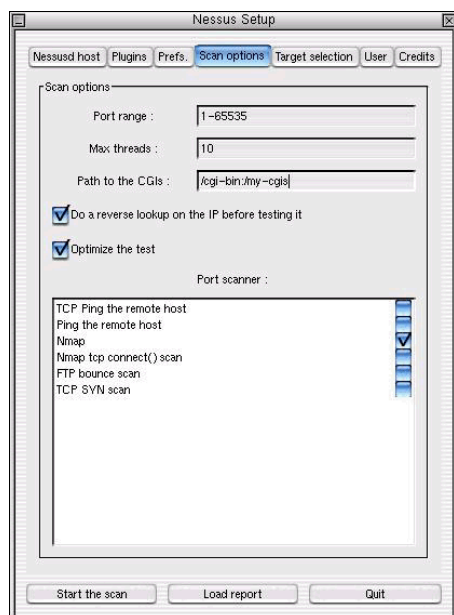 Nessus Setup
Nessusd host Plugins Prefs. Scan options Target selection User Credits
Scan options
Port range : 1-65535
Max threads : 10
Path to the CGIs : /cgi-bin:/my-cgis
Do a reverse lookup on the IP before testing it
Optimize the test
Port scanner :
TCP Ping the remote host
Ping the remote host
Nmap
Nmap tcp connect() scan
FTP bounce scan
TCP SYN scan
Start the scan Load report Quit